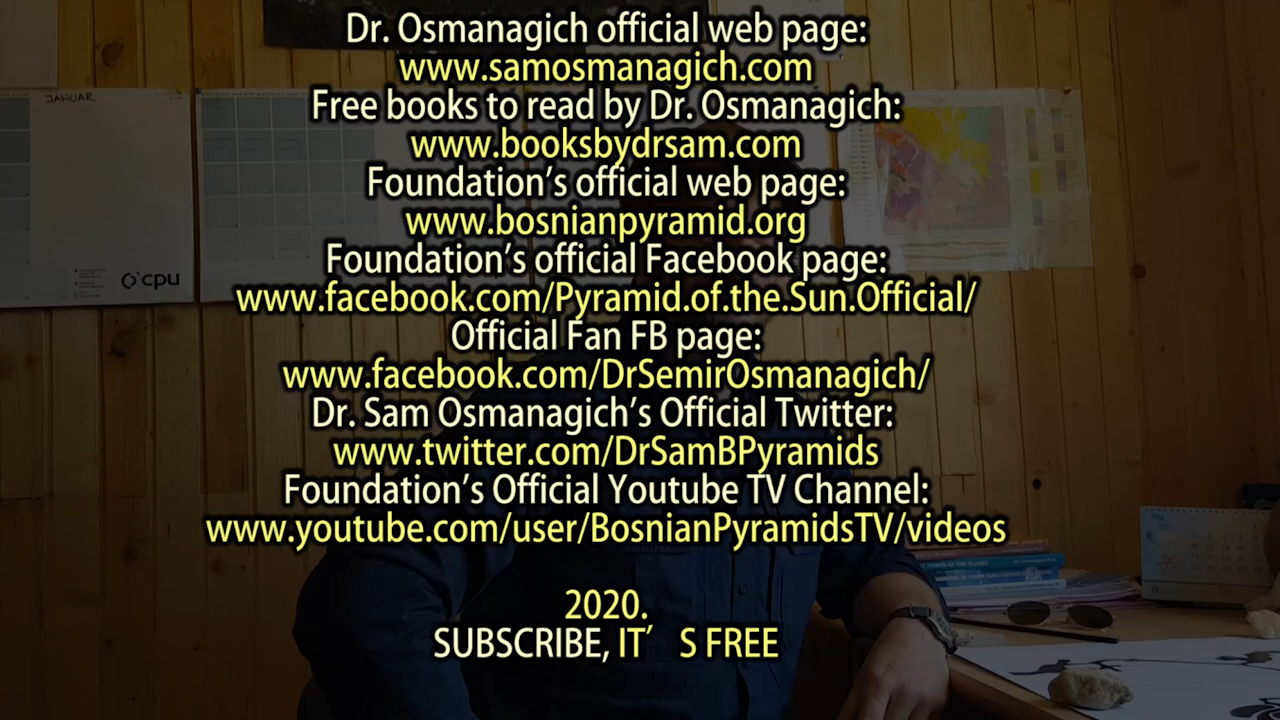 Dr. Osmanagich official web page:
www.samosmanagich.com
Free books to read by Dr. Osmanagich:
www.booksbydrsam.com
Foundation's official web page:
www.bosnianpyramid.org
Foundation's official Facebook page:
www.facebook.com/Pyramid.of.the.Sun.Official/
Official Fan FB page:
www.facebook.com/DrSemirOsmanagich/
Dr. Sam Osmanagich's Official Twitter:
www.twitter.com/DrSamBPyramids
Foundation's Official Youtube TV Channel:
www.youtube.com/user/BosnianPyramidsTV/videos
2020.
SUBSCRIBE, IT' S FREE
JANUAR
cpu